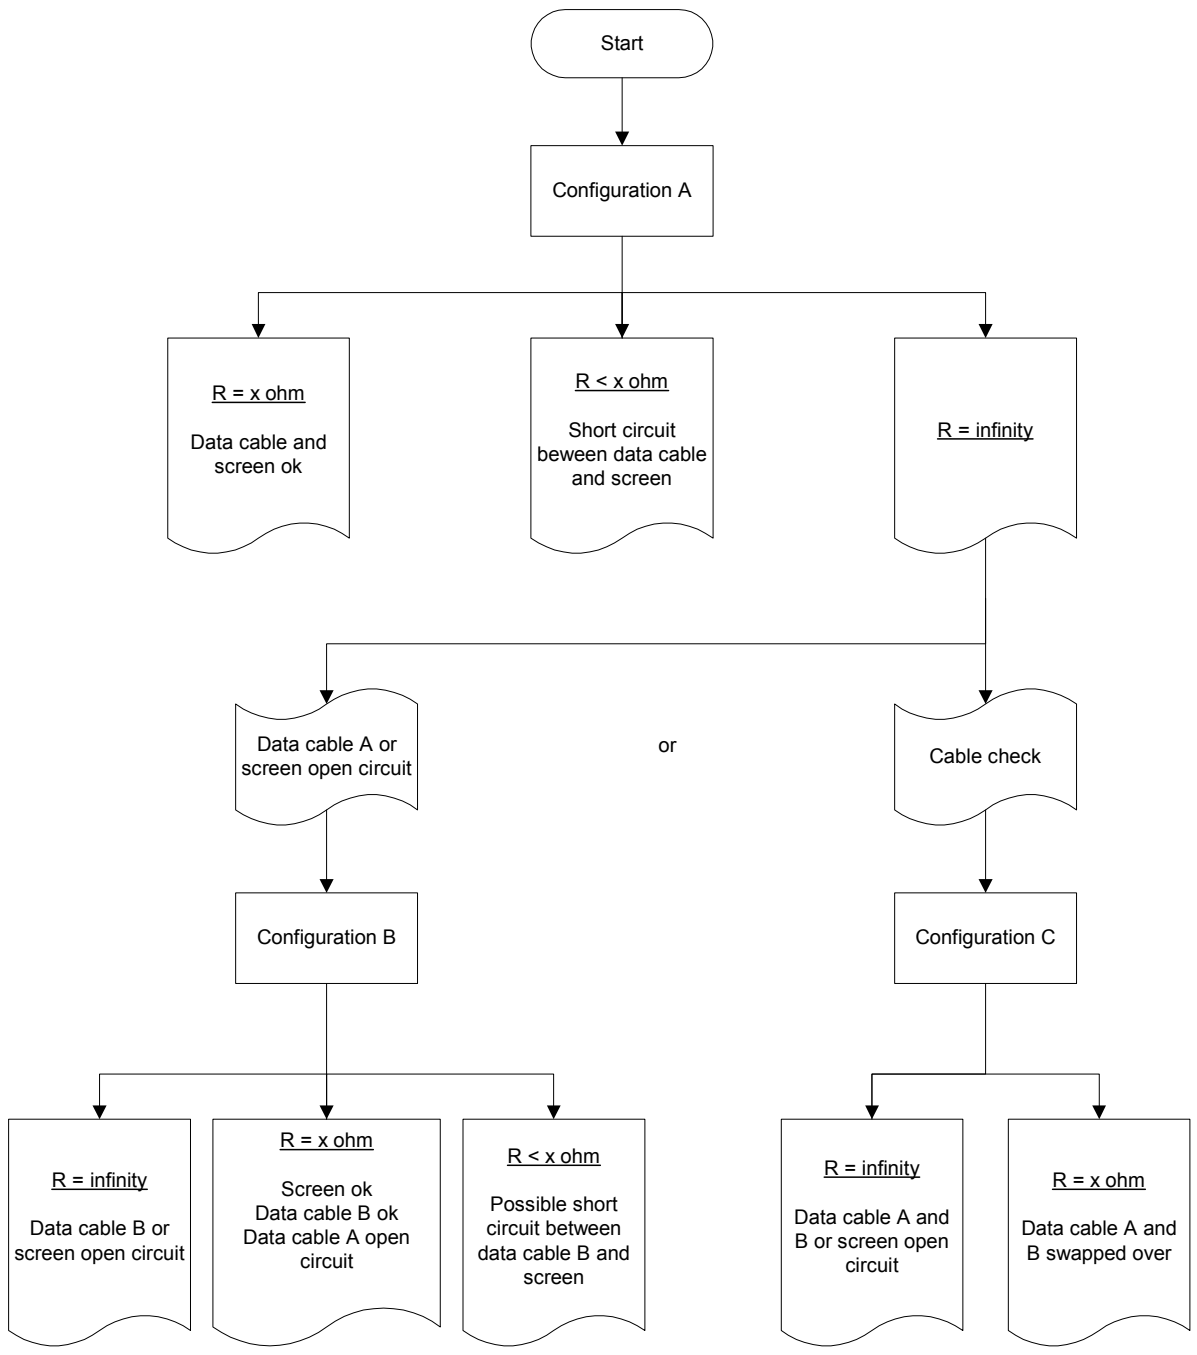 Start
Configuration A
R = x ohm
Data cable and
screen ok
R < x ohm
Short circuit
beween data cable
and screen
R = infinity
Data cable A or
screen open circuit
or
Cable check
Configuration B
Configuration C
R = infinity
Data cable B or
screen open circuit
R = x ohm
Screen ok
Data cable B ok
Data cable A open
circuit
R < x ohm
Possible short
circuit between
data cable B and
screen
R = infinity
Data cable A and
B or screen open
circuit
R = x ohm
Data cable A and
B swapped over